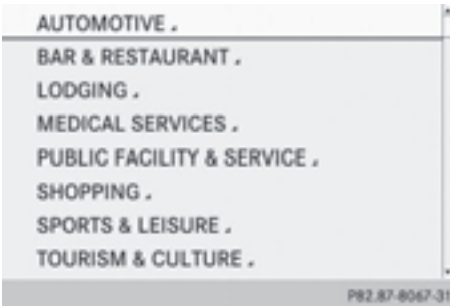 AUTOMOTIVE
BAR & RESTAURANT
LODGING
MEDICAL SERVICES
PUBLIC FACILITY & SERVICE
SHOPPING
SPORTS & LEISURE
TOURISM & CULTURE
P82.87-8067-31